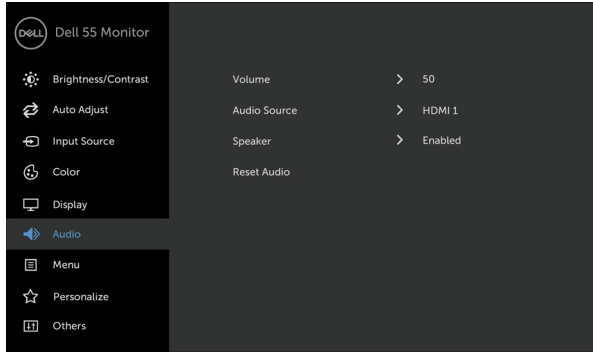 DELL Dell 55 Monitor
Brightness/Contrast Volume 50
Auto Adjust Audio Source HDMI 1
Input Source Speaker Enabled
Color Reset Audio
Display
Audio
Menu
Personalize
Others